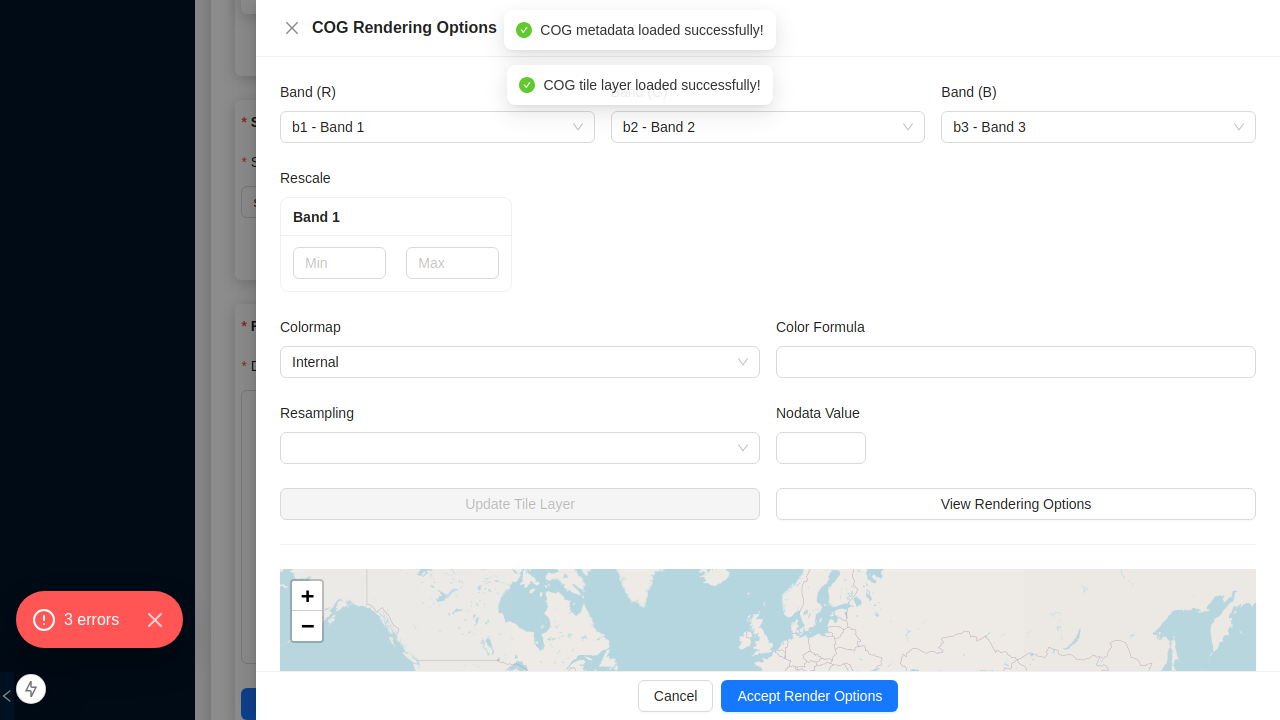 COG Rendering Options
COG metadata loaded successfully!
COG tile layer loaded successfully!
Band (R)
Band (B)
b1 - Band 1
b2 - Band 2
b3 - Band 3
Rescale
Band 1
Min
Max
Colormap
Color Formula
Internal
Resampling
Nodata Value
Update Tile Layer
View Rendering Options
+
−
3 errors
Cancel
Accept Render Options